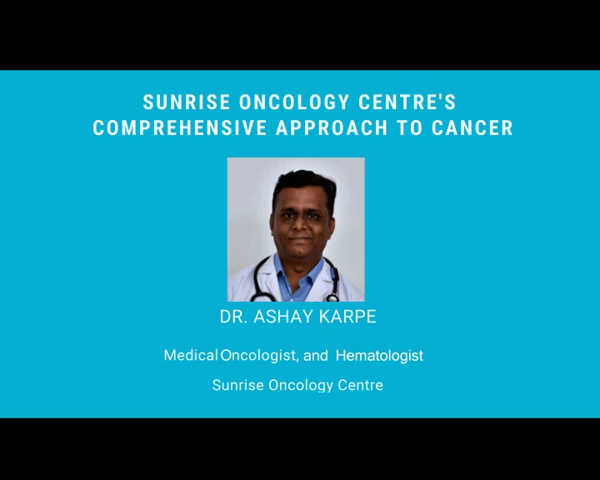 SUNRISE ONCOLOGY CENTRE'S
COMPREHENSIVE APPROACH TO CANCER
DR. ASHAY KARPE
Medical Oncologist, and Hematologist
Sunrise Oncology Centre